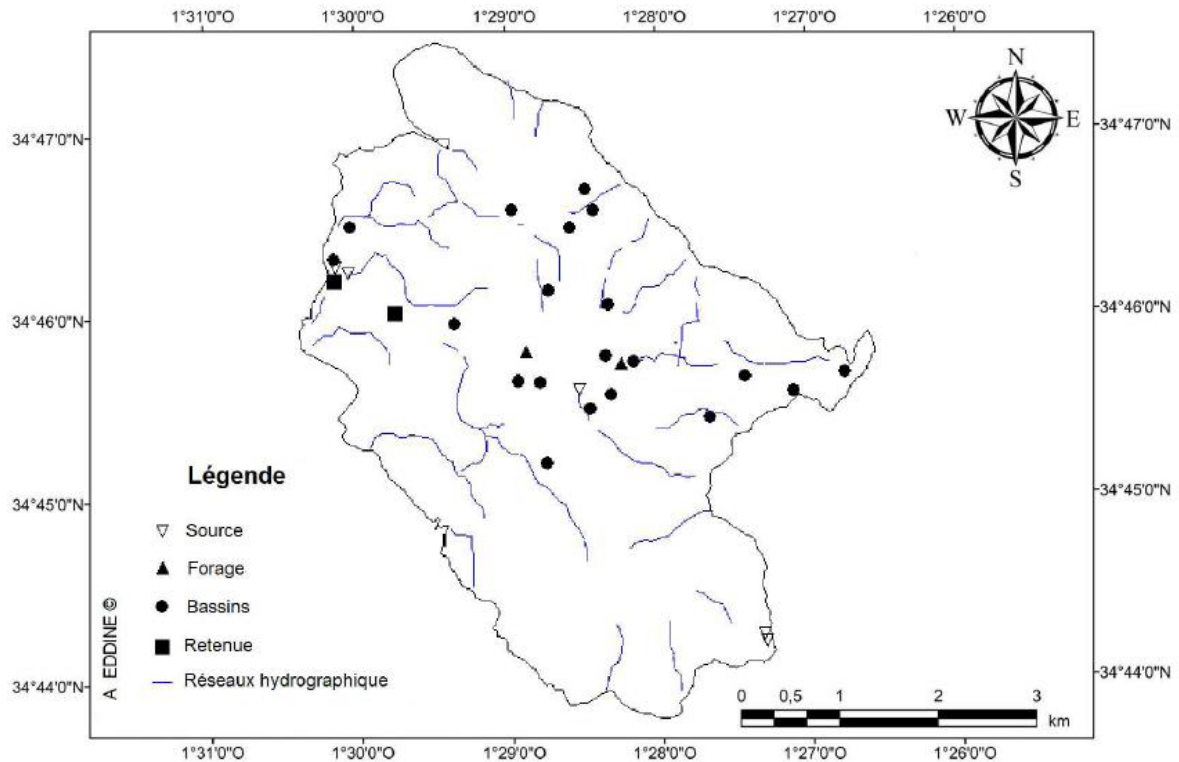 1°31'0"O 1°30'0"O 1°29'0"O 1°28'0"O 1°27'0"O 1°26'0"O
N
W E
S
34°47'0"N 34°47'0"N
34°46'0"N 34°46'0"N
34°45'0"N 34°45'0"N
34°44'0"N 34°44'0"N
Légende
Source
Forage
Bassins
Retenue
Réseaux hydrographique
A EDDINE ©
0 0,5 1 2 3
km
1°31'0"O 1°30'0"O 1°29'0"O 1°28'0"O 1°27'0"O 1°26'0"O